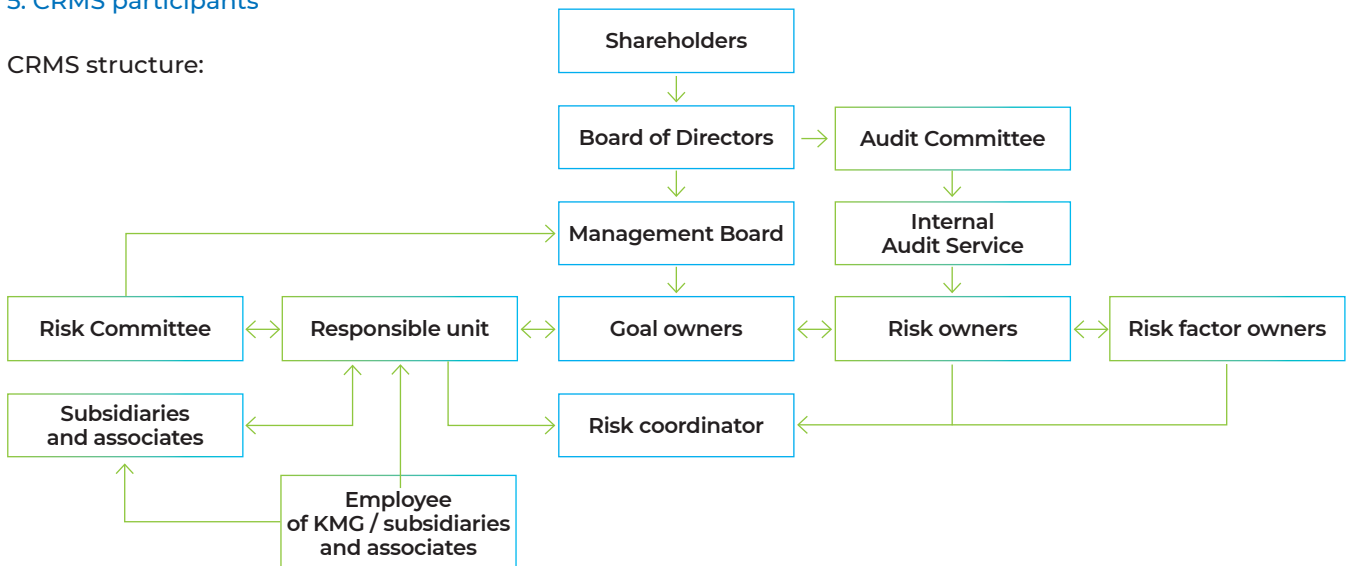 5. CRMS participants
CRMS structure:
Shareholders
Board of Directors
Audit Committee
Management Board
Internal
Audit Service
Risk Committee
Responsible unit
Goal owners
Risk owners
Risk factor owners
Subsidiaries
and associates
Risk coordinator
Employee
of KMG / subsidiaries
and associates